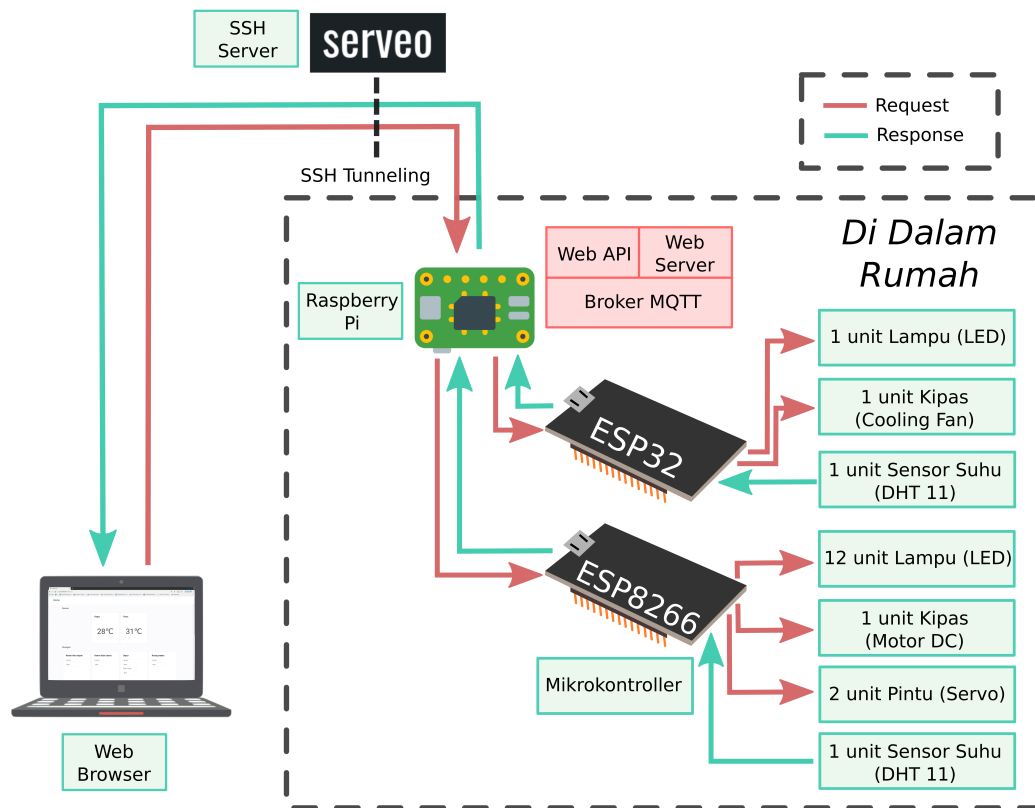 SSH
Server
serveo
Request
Response
SSH Tunneling
Di Dalam
Rumah
Web API
Web
Server
Broker MQTT
Raspberry
Pi
1 unit Lampu (LED)
1 unit Kipas
(Cooling Fan)
ESP32
1 unit Sensor Suhu
(DHT 11)
12 unit Lampu (LED)
ESP8266
1 unit Kipas
(Motor DC)
28°C
31°C
Mikrokontroller
2 unit Pintu (Servo)
Web
Browser
1 unit Sensor Suhu
(DHT 11)